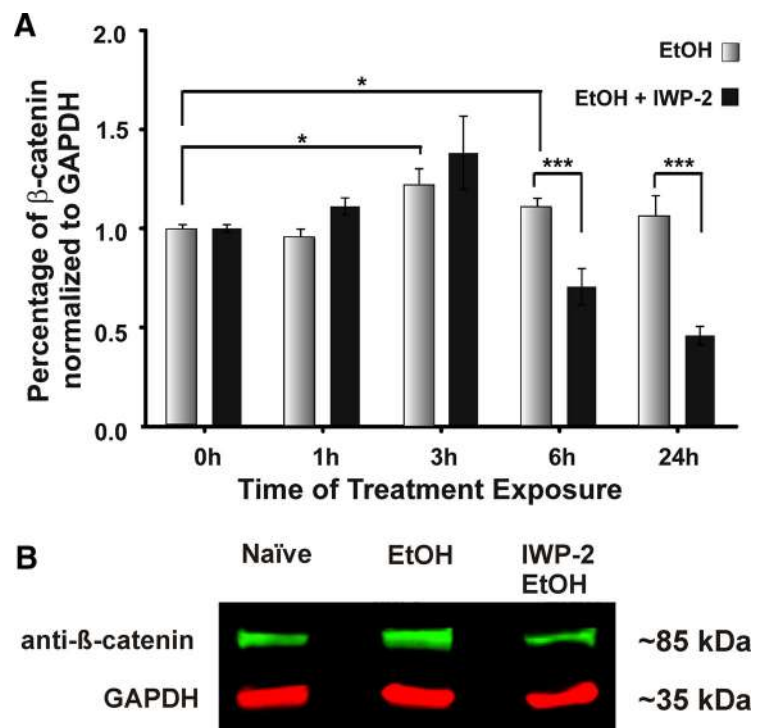 A
2.0
1.5
1.0
0.5
0.0
Percentage of β-catenin
normalized to GAPDH
EtOH
EtOH + IWP-2
*
*
***
***
0h 1h 3h 6h 24h
Time of Treatment Exposure
B
Naïve EtOH IWP-2
EtOH
anti-ß-catenin ~85 kDa
GAPDH ~35 kDa